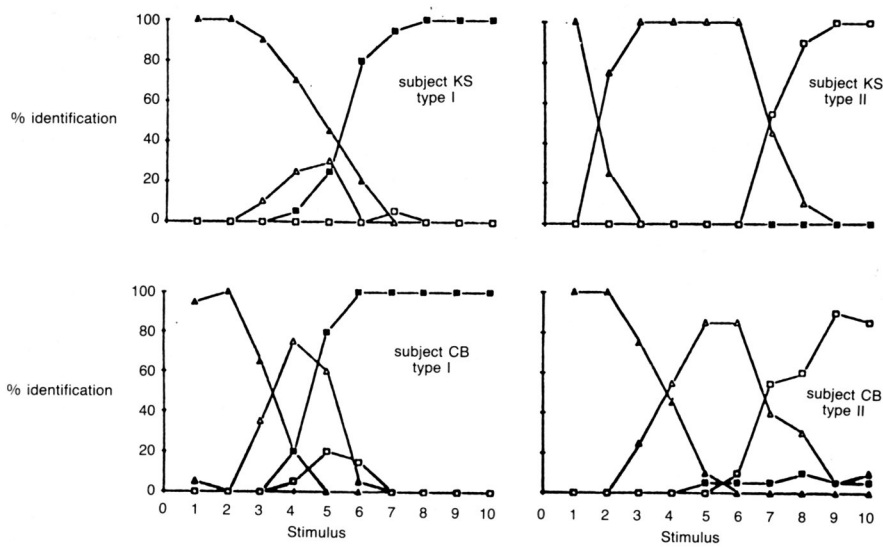 100
80
60
40
20
0
% identification
subject KS
type I
subject KS
type II
100
80
60
40
20
0
% identification
subject CB
type I
0 1 2 3 4 5 6 7 8 9 10
Stimulus
subject CB
type II
0 1 2 3 4 5 6 7 8 9 10
Stimulus